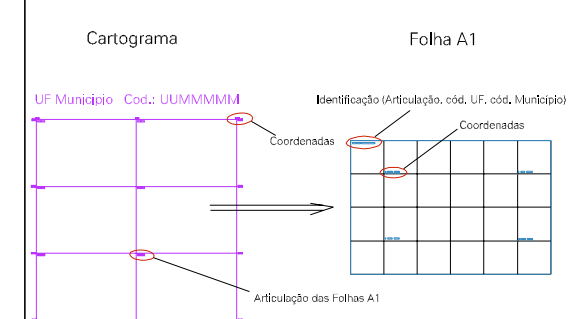 Cartograma
Folha A1
UF Município Cod.: UUMMMMM
Identificação (Articulação, cód. UF, cód. Município)
Coordenadas
Coordenadas
Articulação das Folhas A1